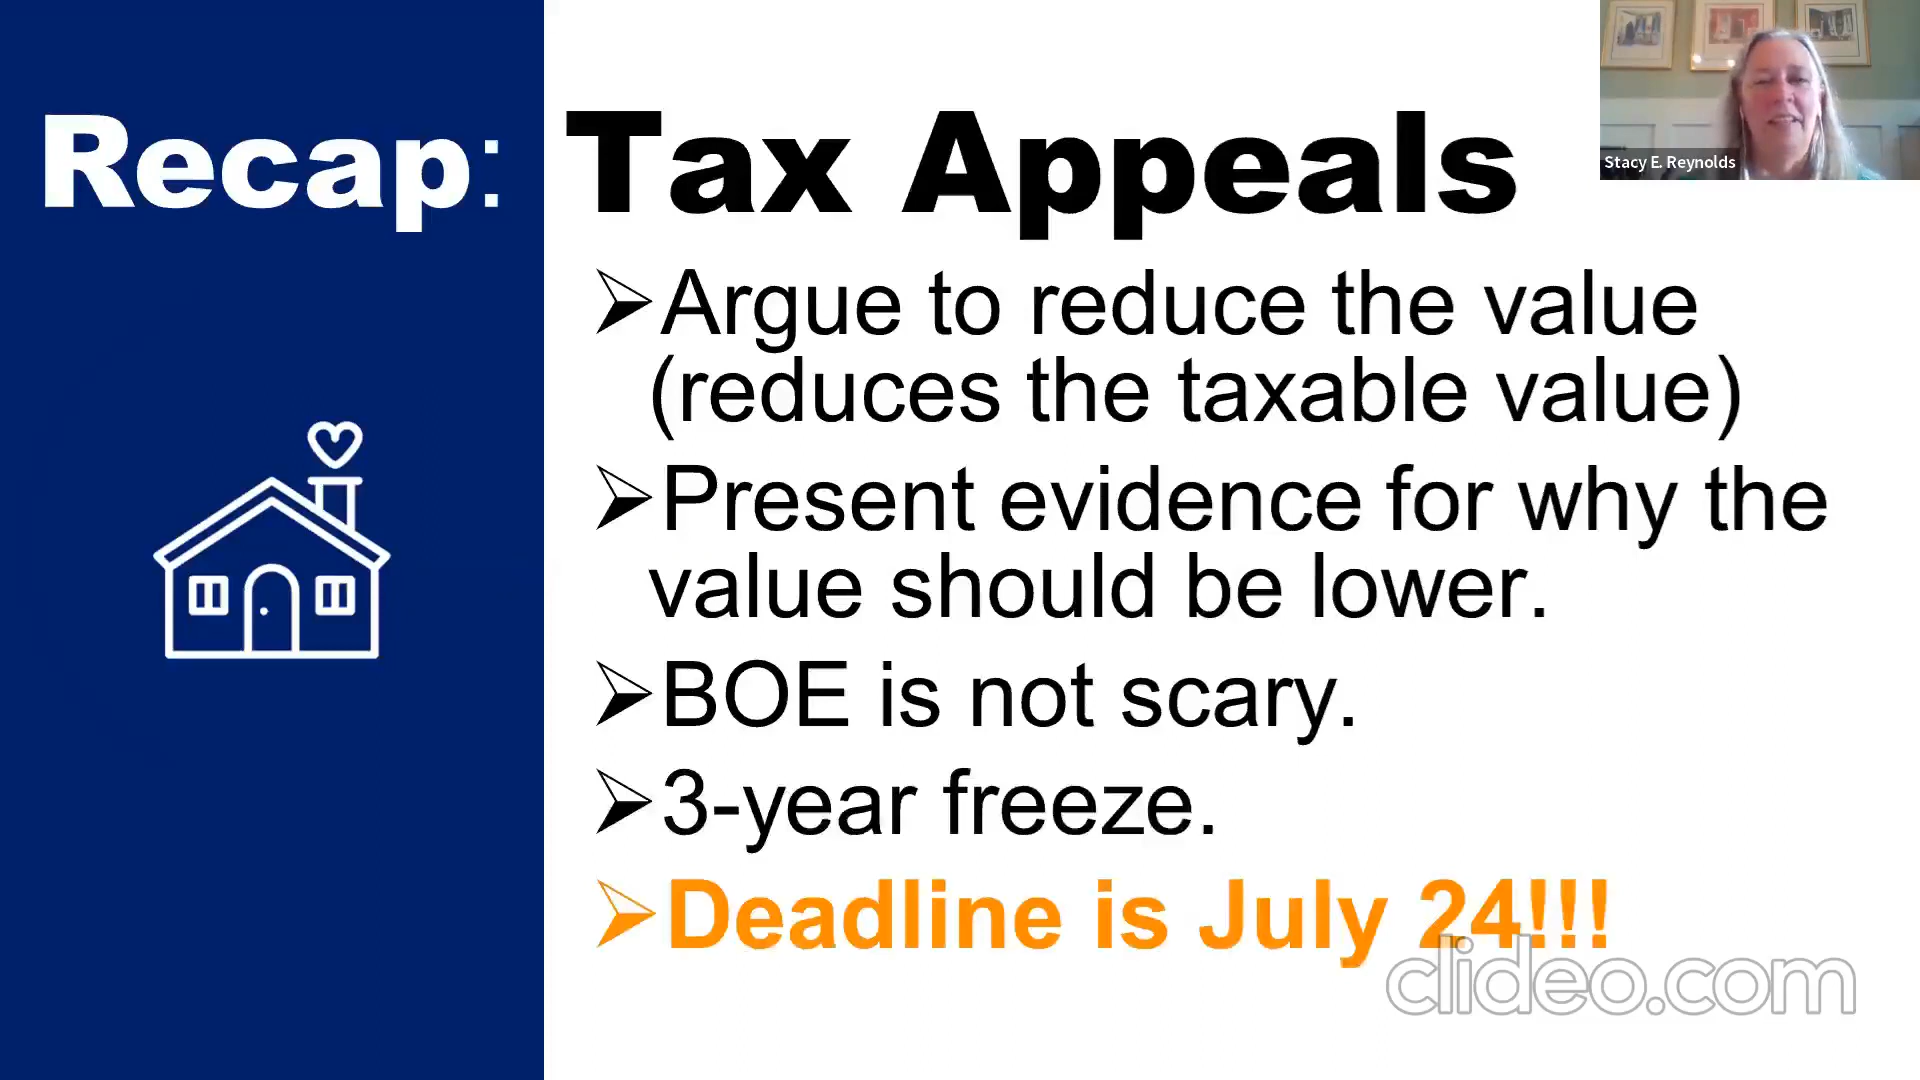 Recap: Tax Appeals
Stacy E. Reynolds
➢Argue to reduce the value
(reduces the taxable value)
➢Present evidence for why the
value should be lower.
➢BOE is not scary.
➢3-year freeze.
➢Deadline is July 24!!!
clideo.com